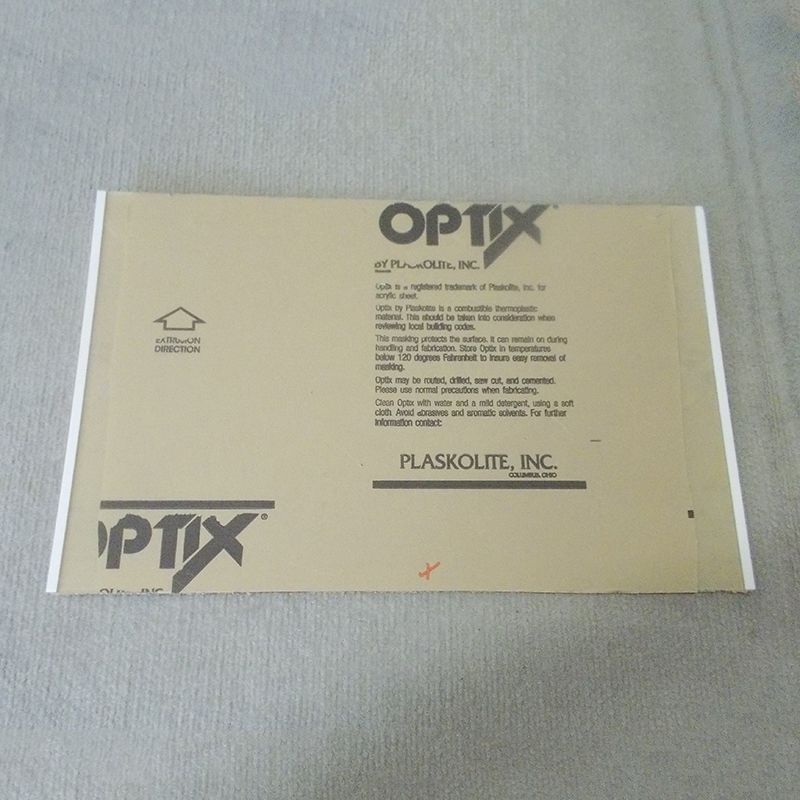 OPTIX®
BY PLASKOLITE, INC.
Optix is a registered trademark of Plaskolite, Inc. for
acrylic sheet.
Optix by Plaskolite is a combustible thermoplastic
material. This should be taken into consideration when
reviewing local building codes.
This masking protects the surface. It can remain on during
handling and fabrication. Store Optix in temperatures
below 120 degrees Fahrenheit to insure easy removal of
masking.
Optix may be routed, drilled, saw cut, and cemented.
Please use normal precautions when fabricating.
Clean Optix with water and a mild detergent, using a soft
cloth. Avoid abrasives and aromatic solvents. For further
information contact:
PLASKOLITE, INC.
COLUMBUS, OHIO
EXTRUSION
DIRECTION
OPTIX®
INC